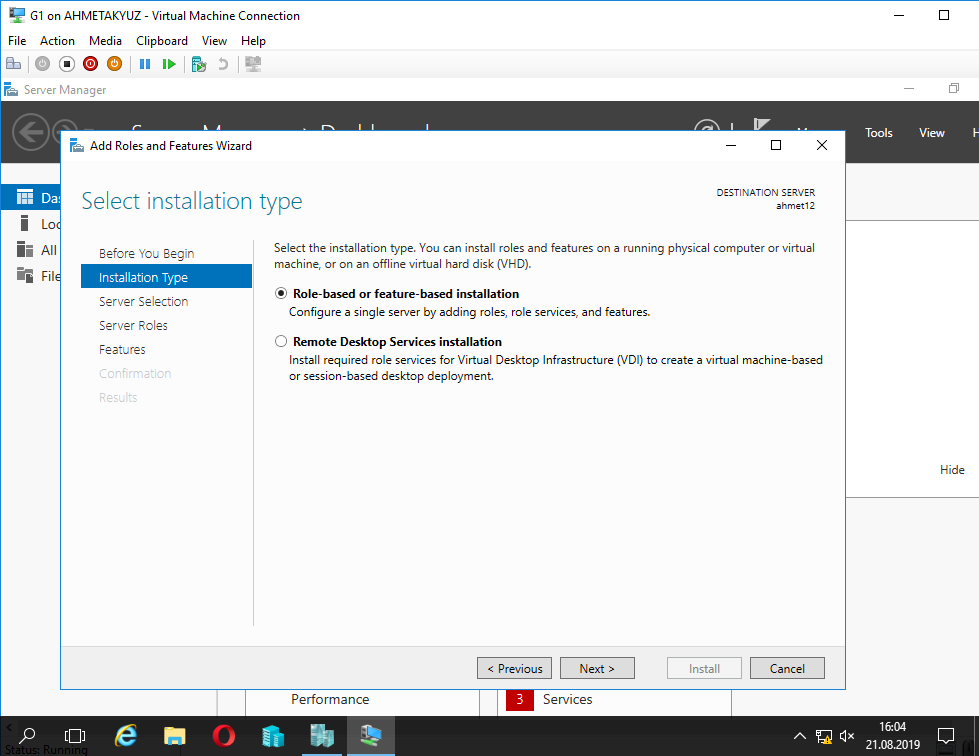 G1 on AHMETAKYUZ - Virtual Machine Connection
File Action Media Clipboard View Help
Server Manager
Tools View
Add Roles and Features Wizard
Select installation type
DESTINATION SERVER
ahmet12
Before You Begin
Installation Type
Server Selection
Server Roles
Features
Confirmation
Results
Select the installation type. You can install roles and features on a running physical computer or virtual
machine, or on an offline virtual hard disk (VHD).
Role-based or feature-based installation
Configure a single server by adding roles, role services, and features.
Remote Desktop Services installation
Install required role services for Virtual Desktop Infrastructure (VDI) to create a virtual machine-based
or session-based desktop deployment.
Das
Loc
All
File
Hide
< Previous Next > Install Cancel
Performance
3 Services
16:04
21.08.2019
Status: Running